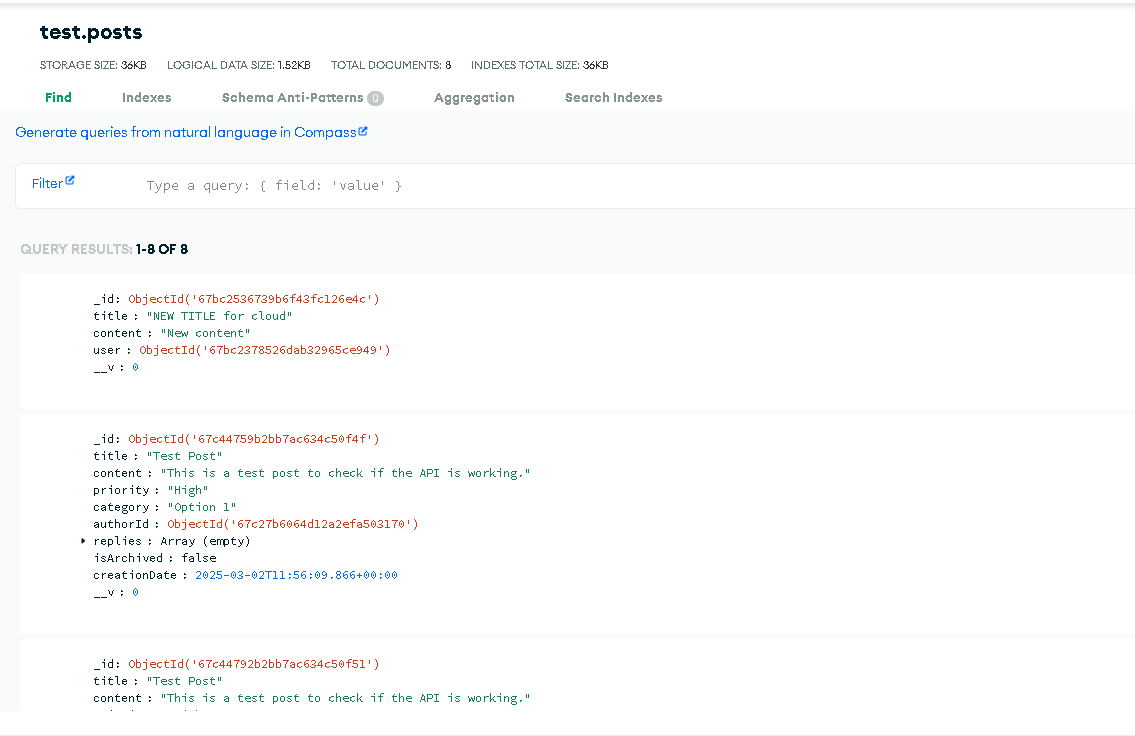 test.posts
STORAGE SIZE: 36KB LOGICAL DATA SIZE: 1.52KB TOTAL DOCUMENTS: 8 INDEXES TOTAL SIZE: 36KB
Find Indexes Schema Anti-Patterns 0 Aggregation Search Indexes
Generate queries from natural language in Compass
Filter Type a query: { field: 'value' }
QUERY RESULTS: 1-8 OF 8
_id: ObjectId('67bc2536739b6f43fc126e4c')
title : "NEW TITLE for cloud"
content : "New content"
user : ObjectId('67bc2378526dab32965ce949')
__v : 0
_id: ObjectId('67c44759b2bb7ac634c50f4f')
title : "Test Post"
content : "This is a test post to check if the API is working."
priority : "High"
category : "Option 1"
authorId : ObjectId('67c27b6064d12a2efa503170')
replies : Array (empty)
isArchived : false
creationDate : 2025-03-02T11:56:09.866+00:00
__v : 0
_id: ObjectId('67c44792b2bb7ac634c50f51')
title : "Test Post"
content : "This is a test post to check if the API is working."